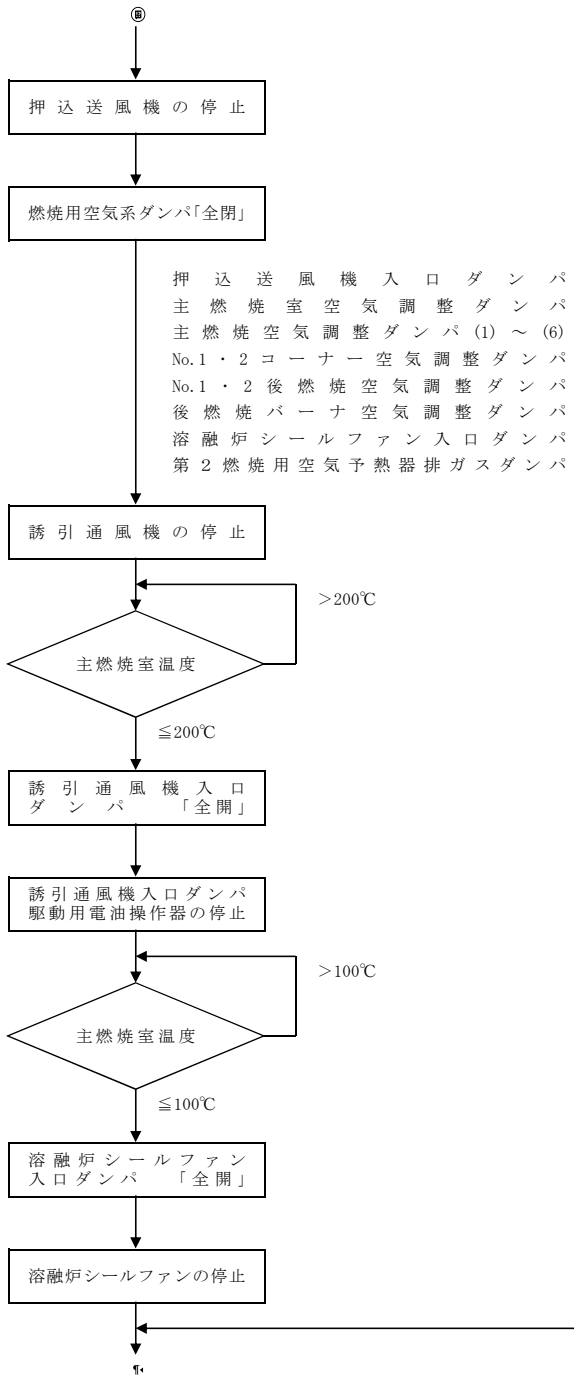 押込送風機の停止
燃焼用空気系ダンパ「全閉」
押込送風機入口ダンパ
主燃焼室空気調整ダンパ
主燃焼空気調整ダンパ(1)～(6)
No.1・2コーナー空気調整ダンパ
No.1・2後燃焼空気調整ダンパ
後燃焼バーナ空気調整ダンパ
溶融炉シールファン入口ダンパ
第2燃焼用空気予熱器排ガスダンパ
誘引通風機の停止
＞200℃
主燃焼室温度
≦200℃
誘引通風機入口
ダンパ　「全開」
誘引通風機入口ダンパ
駆動用電油操作器の停止
＞100℃
主燃焼室温度
≦100℃
溶融炉シールファン
入口ダンパ　「全開」
溶融炉シールファンの停止